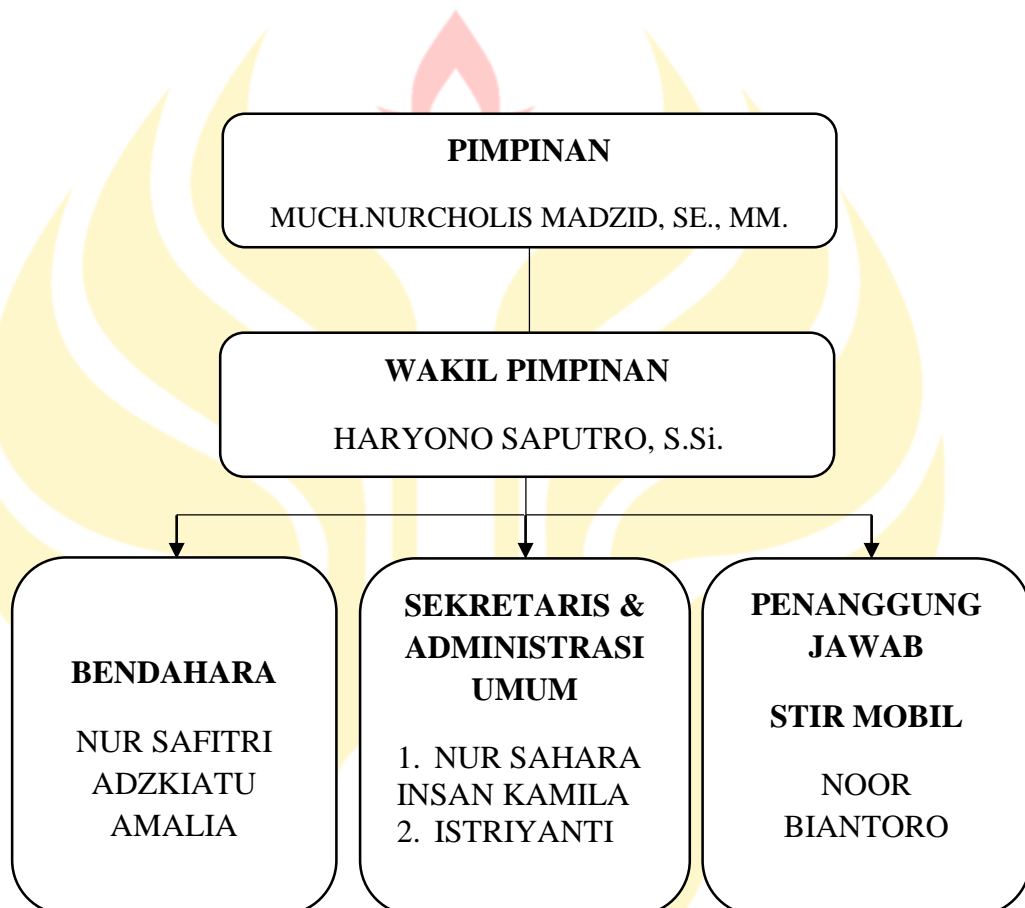 PIMPINAN
MUCH.NURCHOLIS MADZID, SE., MM.
WAKIL PIMPINAN
HARYONO SAPUTRO, S.Si.
BENDAHARA
NUR SAFITRI
ADZKIATU
AMALIA
SEKRETARIS &
ADMINISTRASI
UMUM
1. NUR SAHARA
INSAN KAMILA
2. ISTRIYANTI
PENANGGUNG
JAWAB
STIR MOBIL
NOOR
BIANTORO